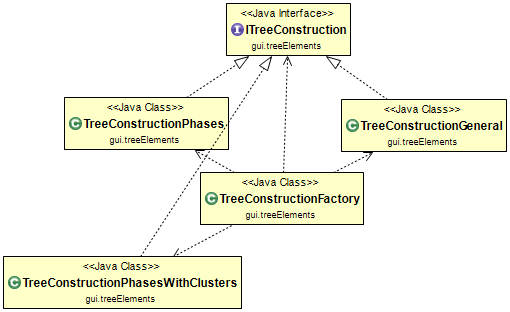 <<Java Interface>>
I ITreeConstruction
gui.treeElements
<<Java Class>>
C TreeConstructionPhases
gui.treeElements
<<Java Class>>
C TreeConstructionGeneral
gui.treeElements
<<Java Class>>
C TreeConstructionFactory
gui.treeElements
<<Java Class>>
C TreeConstructionPhasesWithClusters
gui.treeElements